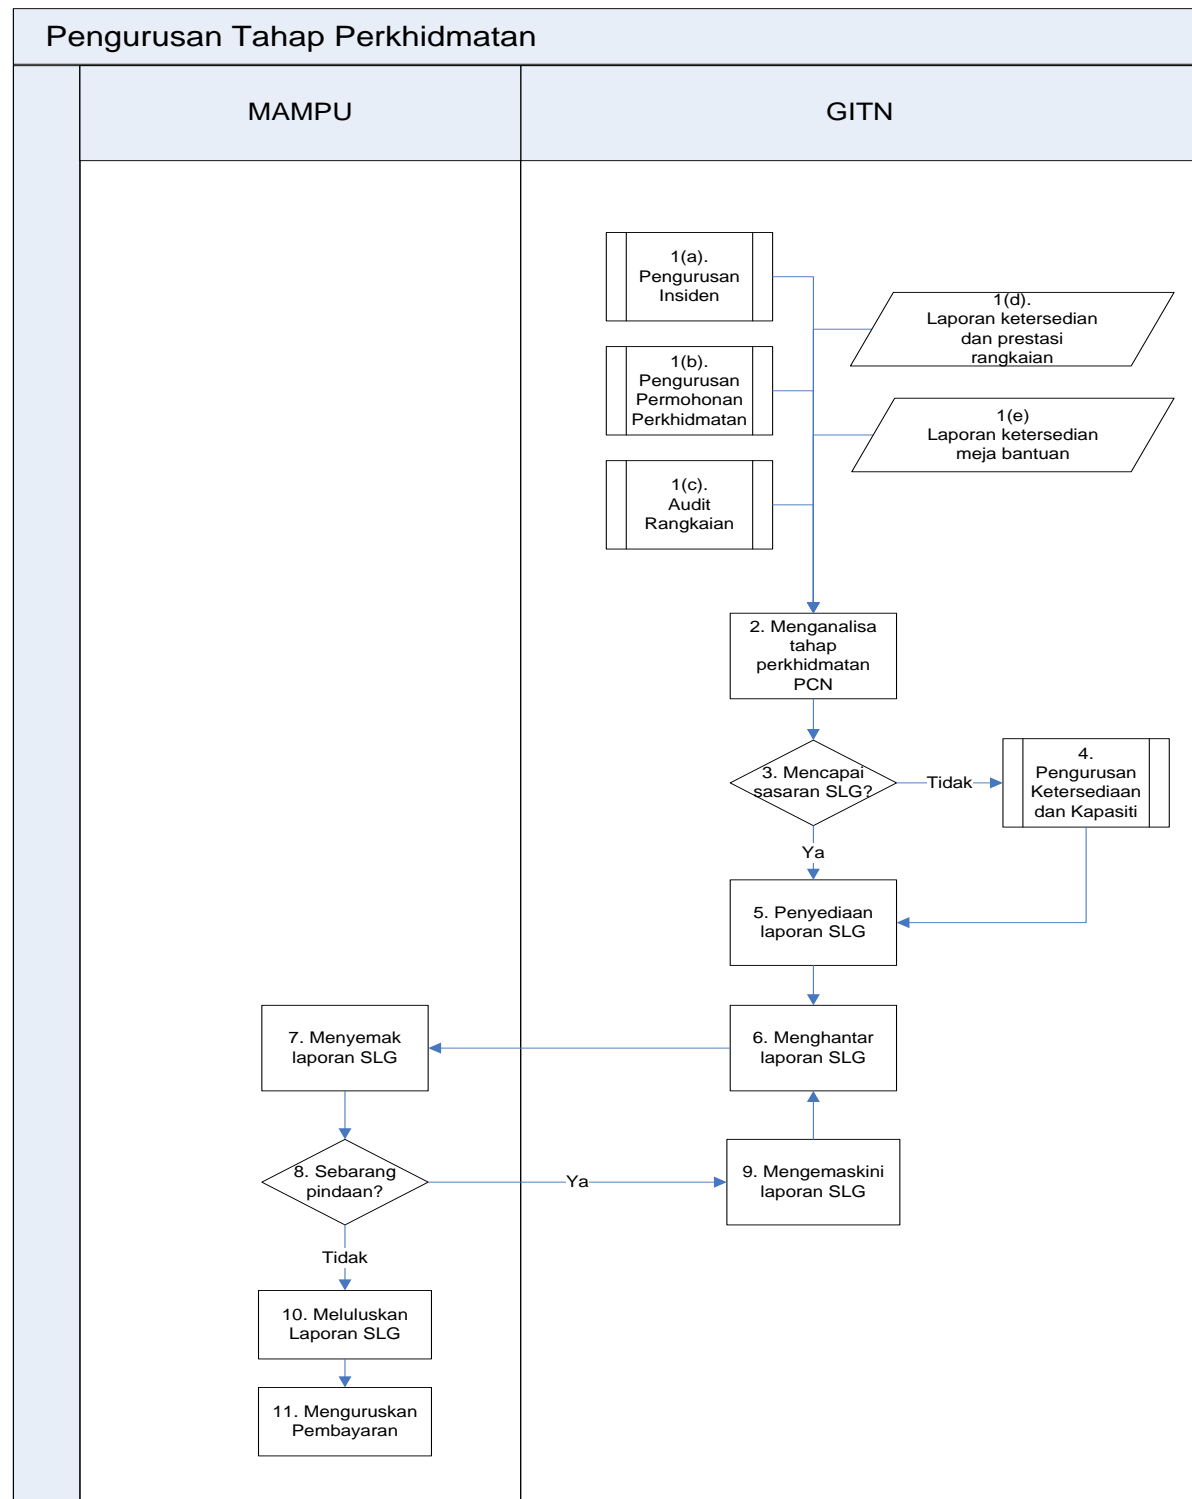 Pengurusan Tahap Perkhidmatan
MAMPU
GITN
1(a).
Pengurusan
Insiden
1(d).
Laporan ketersedian
dan prestasi
rangkaian
1(b).
Pengurusan
Permohonan
Perkhidmatan
1(e)
Laporan ketersedian
meja bantuan
1(c).
Audit
Rangkaian
2. Menganalisa
tahap
perkhidmatan
PCN
3. Mencapai
sasaran SLG?
Tidak
4.
Pengurusan
Ketersediaan
dan Kapasiti
Ya
5. Penyediaan
laporan SLG
7. Menyemak
laporan SLG
6. Menghantar
laporan SLG
8. Sebarang
pindaan?
Ya
9. Mengemaskini
laporan SLG
Tidak
10. Meluluskan
Laporan SLG
11. Menguruskan
Pembayaran